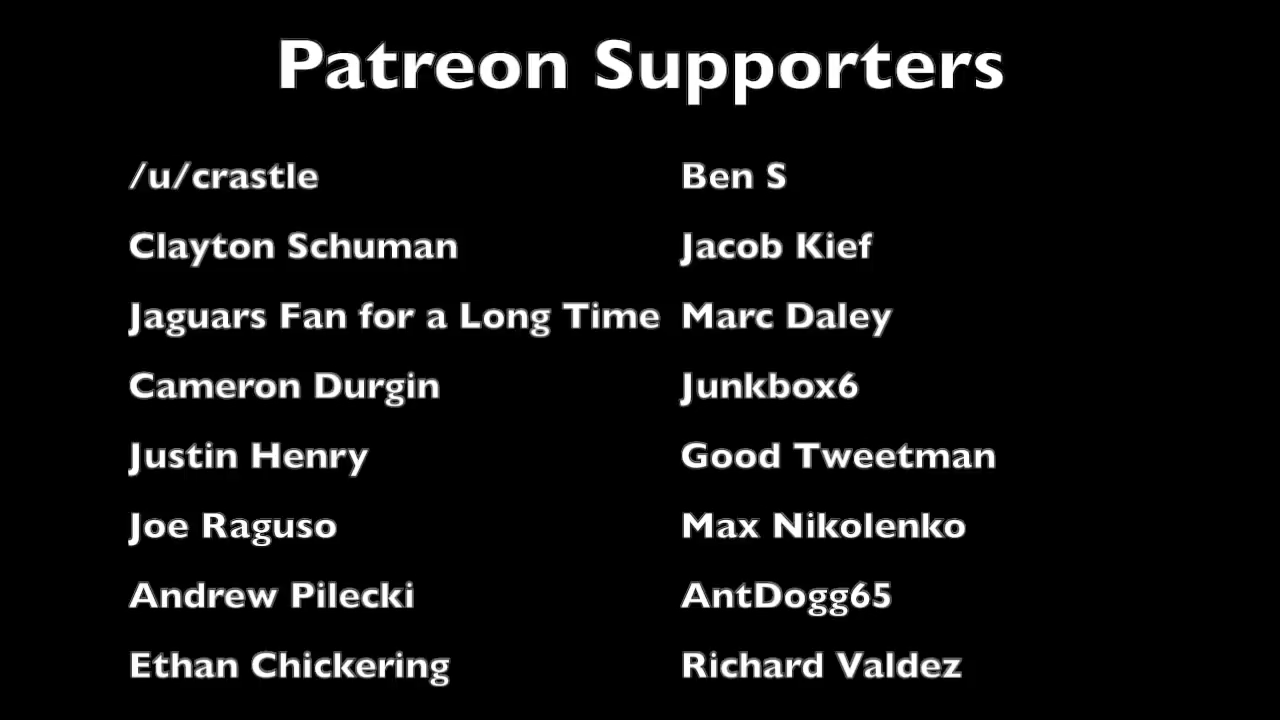 Patreon Supporters
/u/crastle
Clayton Schuman
Jaguars Fan for a Long Time
Cameron Durgin
Justin Henry
Joe Raguso
Andrew Pilecki
Ethan Chickering
Ben S
Jacob Kief
Marc Daley
Junkbox6
Good Tweetman
Max Nikolenko
AntDogg65
Richard Valdez